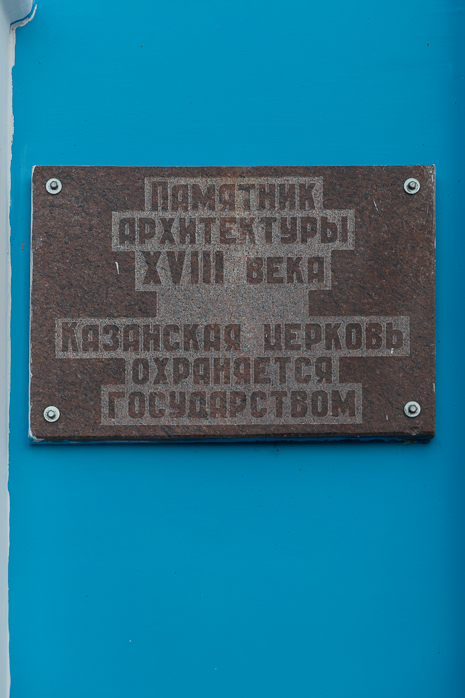 ПАМЯТНИК
АРХИТЕКТУРЫ
XVIII ВЕКА
КАЗАНСКАЯ ЦЕРКОВЬ
ОХРАНЯЕТСЯ
ГОСУДАРСТВОМ